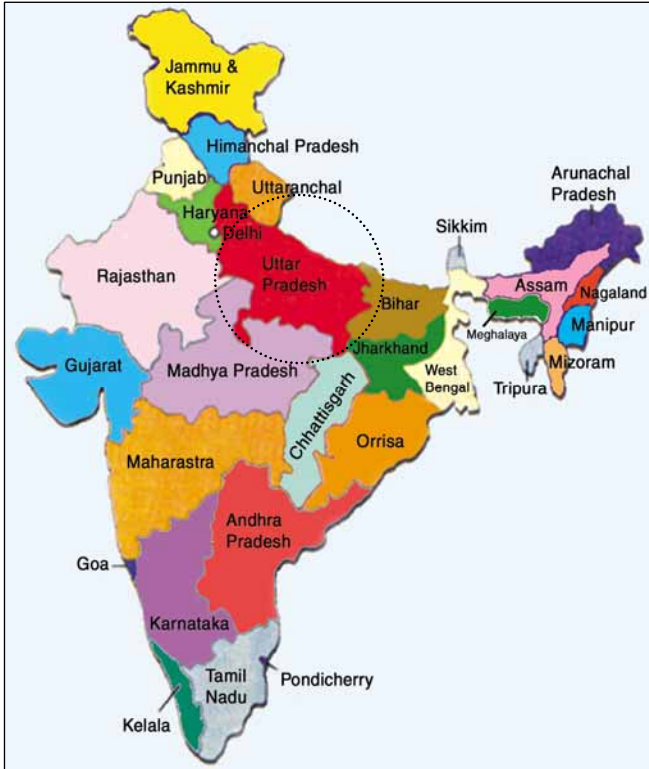 Jammu &
Kashmir
Himanchal Pradesh
Punjab
Uttaranchal
Arunachal
Pradesh
Haryana
Delhi
Sikkim
Uttar
Pradesh
Rajasthan
Assam
Nagaland
Bihar
Meghalaya
Manipur
Jharkhand
Gujarat
Madhya Pradesh
West
Bengal
Mizoram
Tripura
Chhattisgarh
Orrisa
Maharastra
Andhra
Pradesh
Goa
Karnataka
Tamil
Nadu
Pondicherry
Kelala